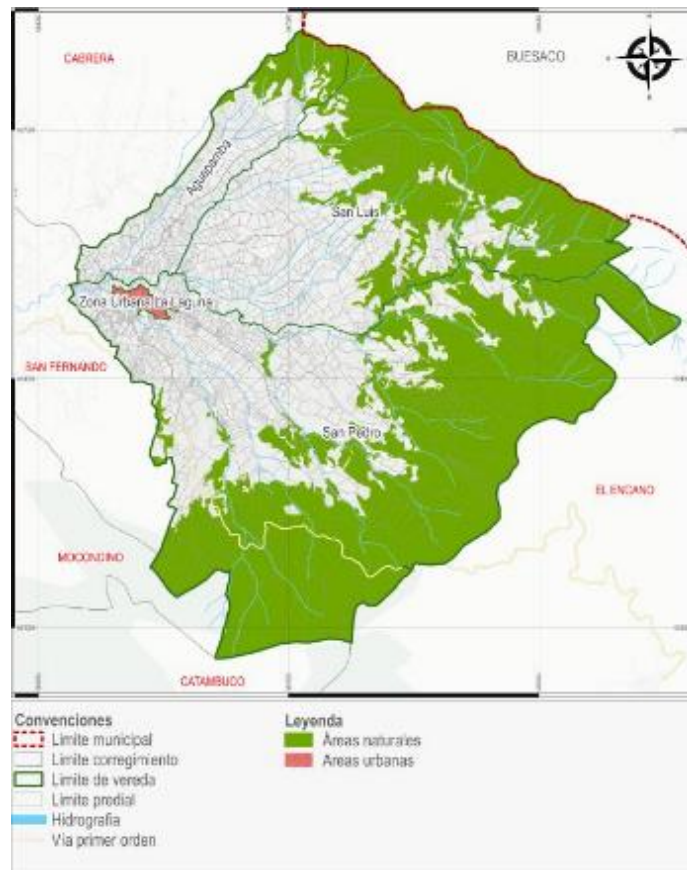 CABRERA
BUESACO
Aguapamba
San Luis
Zona Urbana La Laguna
SAN FERNANDO
San Pedro
EL ENCANO
MOCONDINO
CATAMBUCO
Convenciones
Limite municipal
Limite corregimiento
Limite de vereda
Limite predial
Hidrografia
Via primer orden
Leyenda
Áreas naturales
Areas urbanas